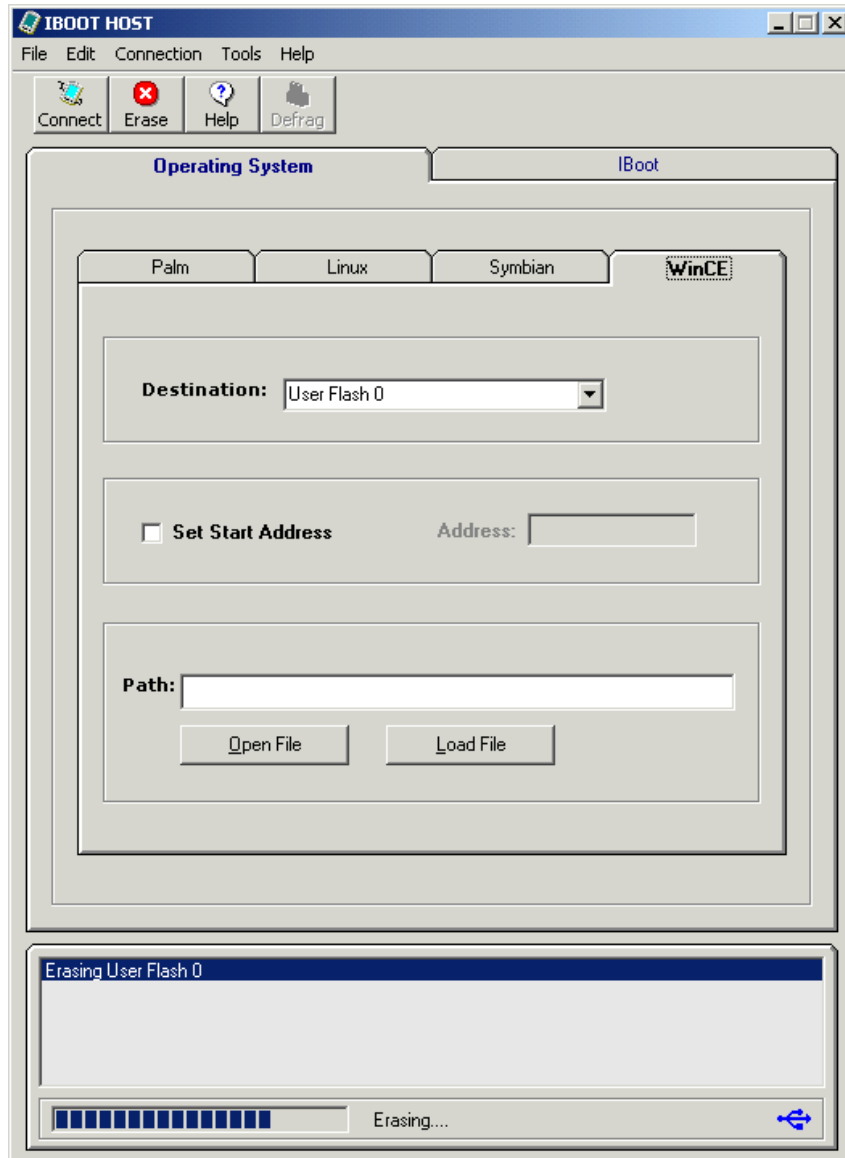 IBOOT HOST
File Edit Connection Tools Help
Connect Erase Help Defrag
Operating System IBoot
Palm Linux Symbian WinCE
Destination: User Flash 0
Set Start Address Address:
Path:
Open File Load File
Erasing User Flash 0
Erasing....